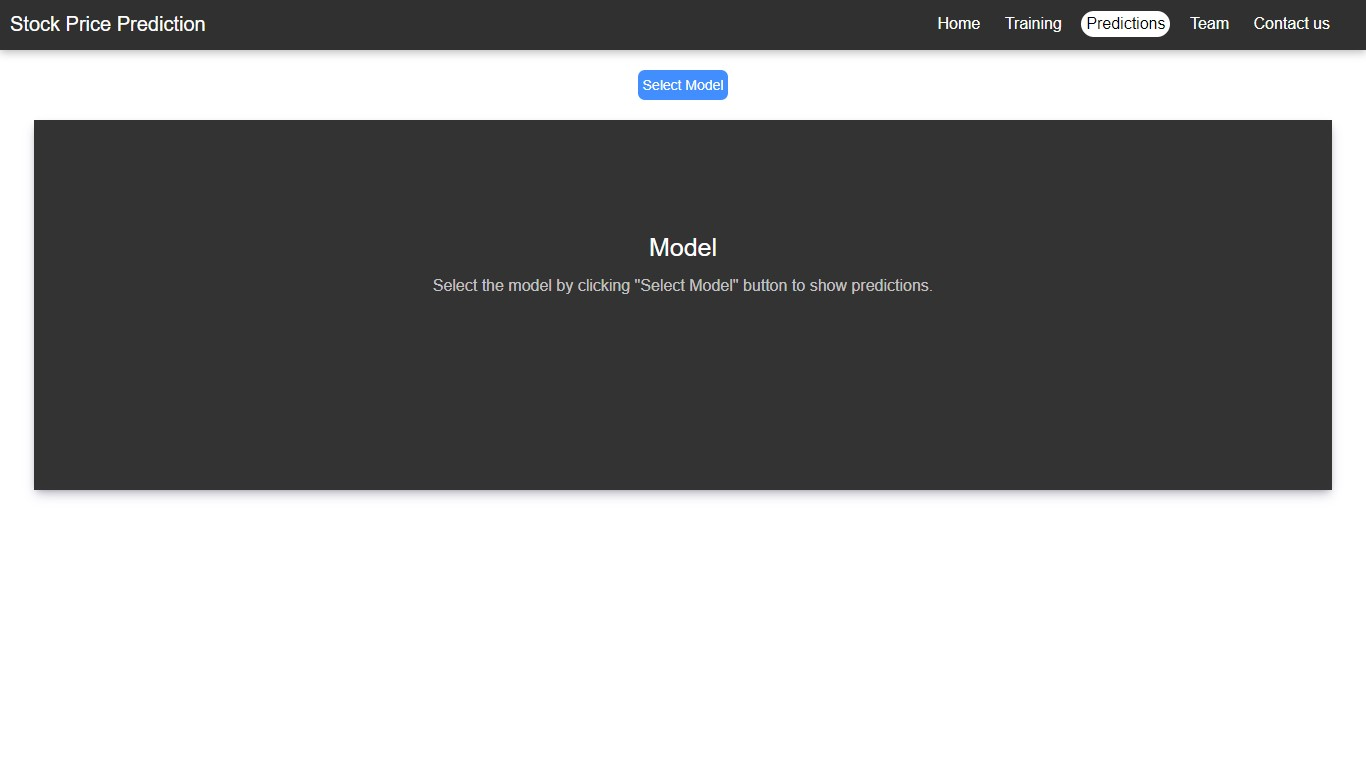 Stock Price Prediction
Home Training Predictions Team Contact us
Select Model
Model
Select the model by clicking "Select Model" button to show predictions.